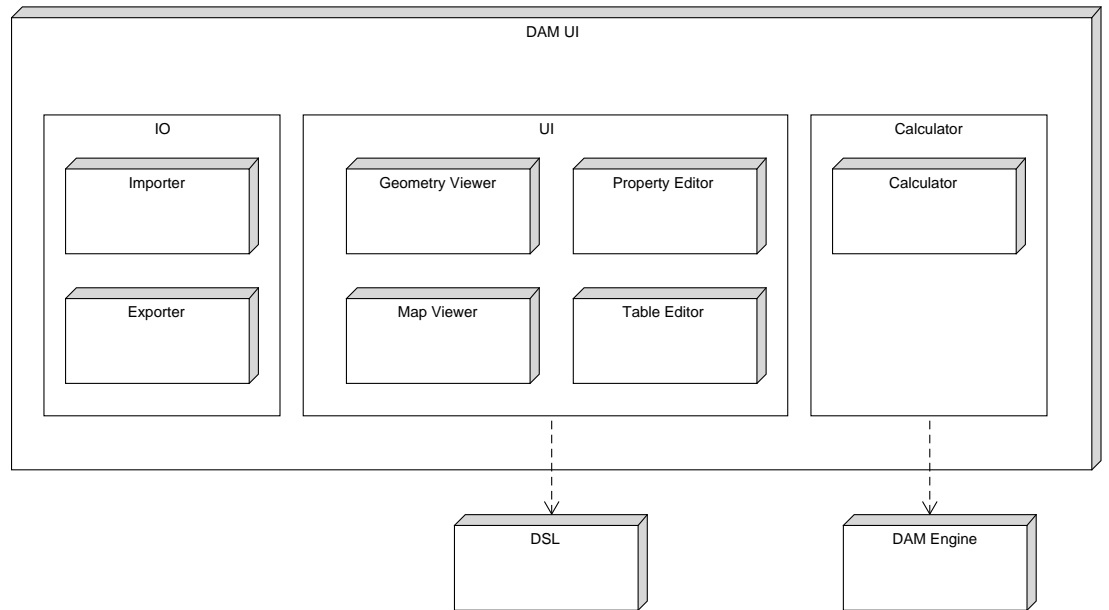 DAM UI
IO
UI
Calculator
Importer
Geometry Viewer
Property Editor
Calculator
Exporter
Map Viewer
Table Editor
DSL
DAM Engine